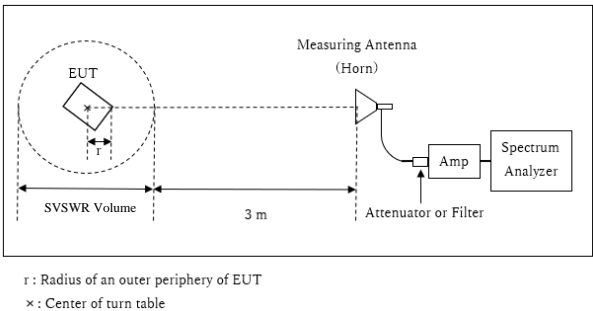 Measuring Antenna
(Horn)
EUT
×
r
SVSWR Volume
3 m
Amp
Spectrum
Analyzer
Attenuator or Filter
r : Radius of an outer periphery of EUT
× : Center of turn table